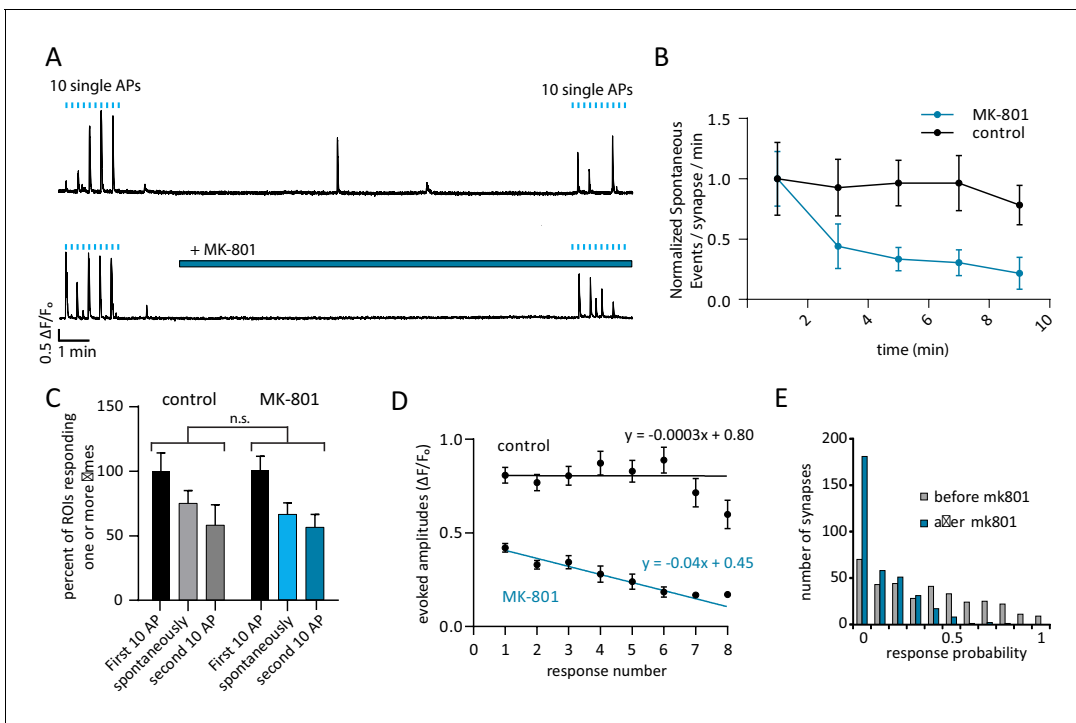 A
10 single APs
10 single APs
+ MK-801
0.5 ΔF/Fo
1 min
B
MK-801
control
Normalized Spontaneous
Events / synapse / min
1.5
1.0
0.5
0.0
2
4
6
8
10
time (min)
C
control
MK-801
n.s.
percent of ROIs responding
one or more �mes
150
100
50
0
First 10 AP
spontaneously
second 10 AP
First 10 AP
spontaneously
second 10 AP
D
control
y = -0.0003x + 0.80
y = -0.04x + 0.45
MK-801
evoked amplitudes (ΔF/Fo)
1.0
0.5
0.0
0
1
2
3
4
5
6
7
8
response number
E
before mk801
a�er mk801
number of synapses
200
150
100
50
0
0
0.5
1
response probability